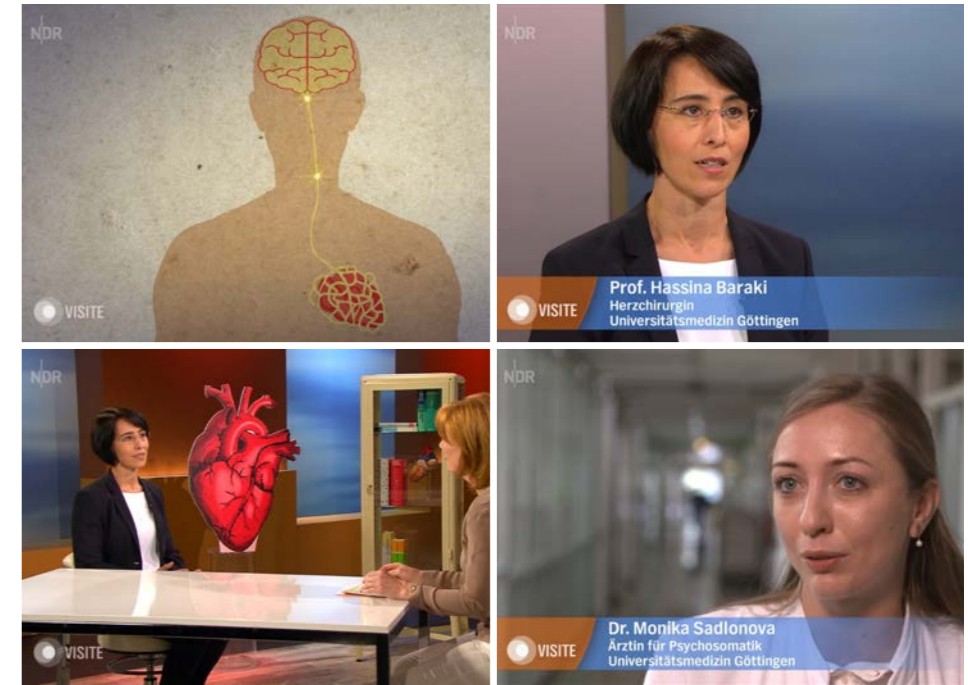 NDR
VISITE
NDR
Prof. Hassina Baraki
Herzchirurgin
Universitätsmedizin Göttingen
VISITE
NDR
VISITE
NDR
Dr. Monika Sadlonova
Ärztin für Psychosomatik
Universitätsmedizin Göttingen
VISITE